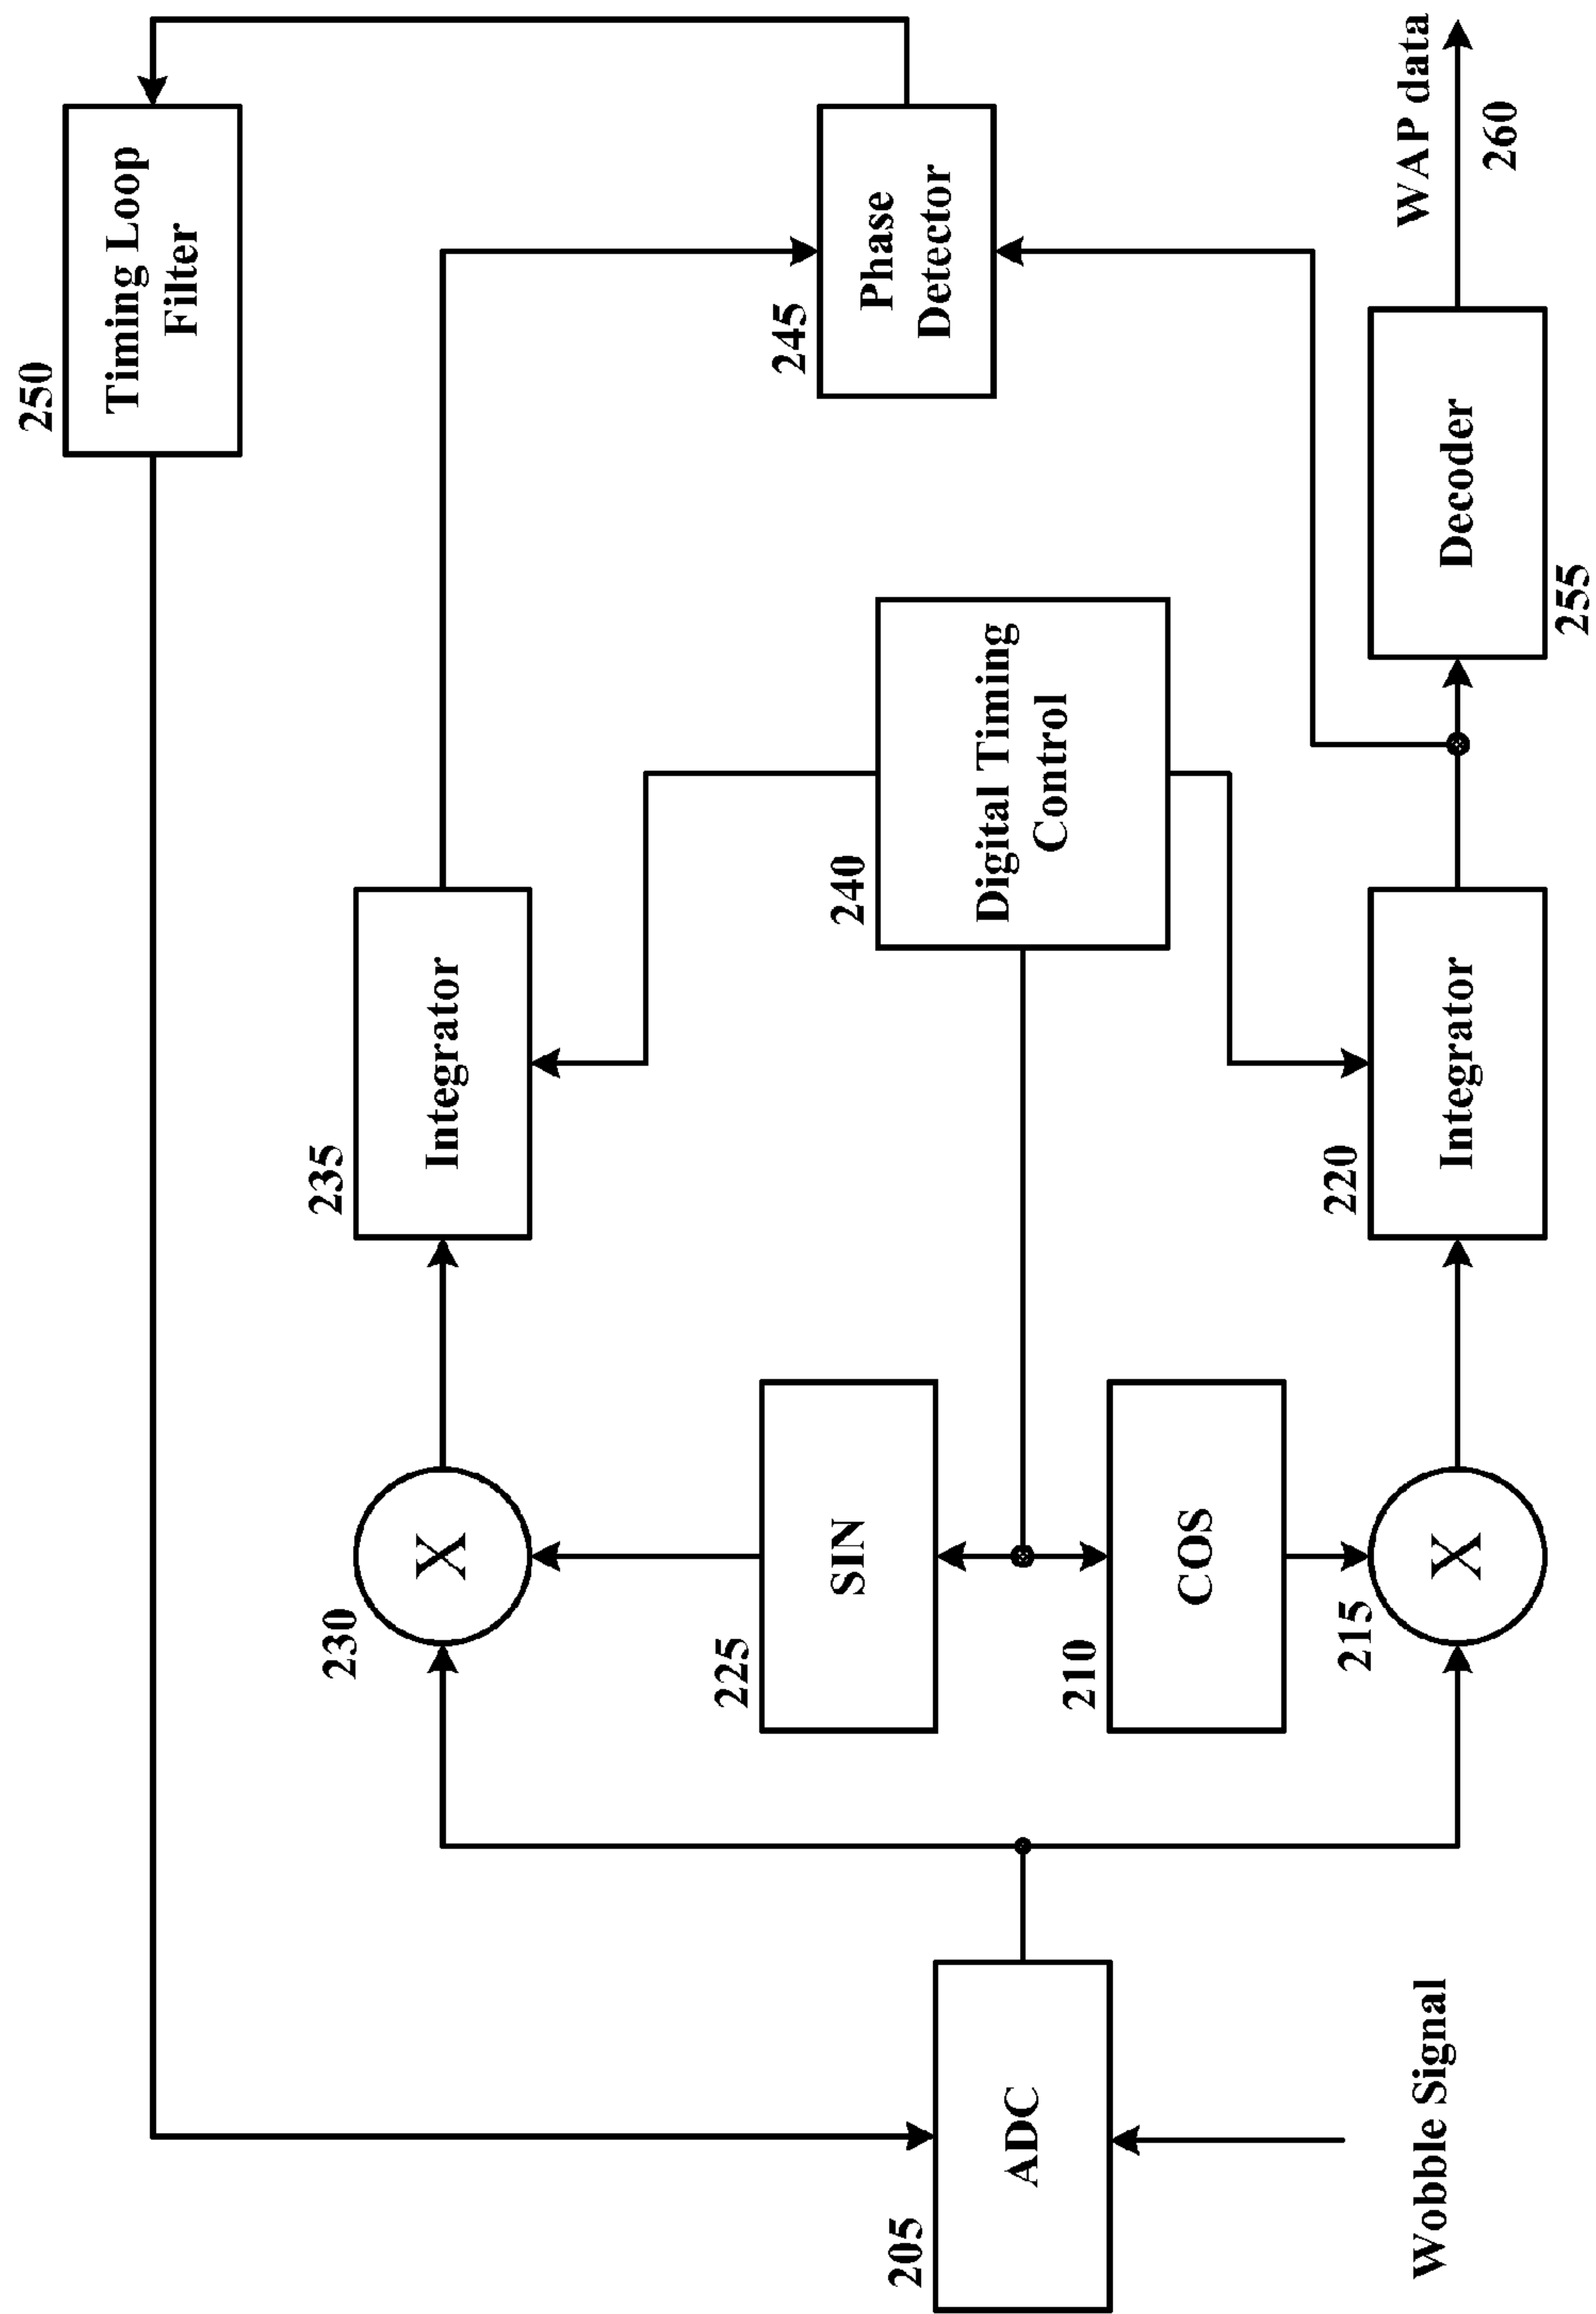 250
Timing Loop
Filter
235
Integrator
230
X
245
Phase
Detector
240
Digital Timing
Control
225
SIN
205
ADC
210
COS
215
X
220
Integrator
255
Decoder
WAP data
260
Wobble Signal